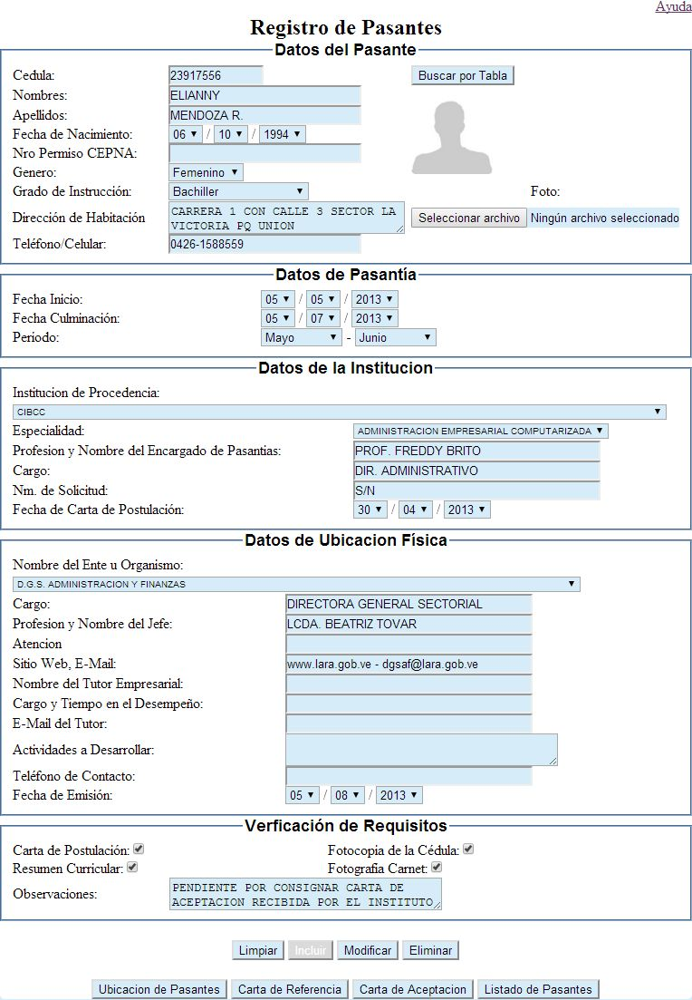 Ayuda
Registro de Pasantes
Datos del Pasante
Cedula: 23917556 Buscar por Tabla
Nombres: ELIANNY
Apellidos: MENDOZA R.
Fecha de Nacimiento: 06 / 10 / 1994
Nro Permiso CEPNA:
Genero: Femenino
Grado de Instrucción: Bachiller Foto:
Dirección de Habitación CARRERA 1 CON CALLE 3 SECTOR LA
VICTORIA PQ UNION Seleccionar archivo Ningún archivo seleccionado
Teléfono/Celular: 0426-1588559
Datos de Pasantía
Fecha Inicio: 05 / 05 / 2013
Fecha Culminación: 05 / 07 / 2013
Periodo: Mayo - Junio
Datos de la Institucion
Institucion de Procedencia:
CIBCC
Especialidad: ADMINISTRACION EMPRESARIAL COMPUTARIZADA
Profesion y Nombre del Encargado de Pasantias: PROF. FREDDY BRITO
Cargo: DIR. ADMINISTRATIVO
Nm. de Solicitud: S/N
Fecha de Carta de Postulación: 30 / 04 / 2013
Datos de Ubicacion Física
Nombre del Ente u Organismo:
D.G.S. ADMINISTRACION Y FINANZAS
Cargo: DIRECTORA GENERAL SECTORIAL
Profesion y Nombre del Jefe: LCDA. BEATRIZ TOVAR
Atencion
Sitio Web, E-Mail: www.lara.gob.ve - dgsaf@lara.gob.ve
Nombre del Tutor Empresarial:
Cargo y Tiempo en el Desempeño:
E-Mail del Tutor:
Actividades a Desarrollar:
Teléfono de Contacto:
Fecha de Emisión: 05 / 08 / 2013
Verficación de Requisitos
Carta de Postulación: Fotocopia de la Cédula:
Resumen Curricular: Fotografia Carnet:
Observaciones: PENDIENTE POR CONSIGNAR CARTA DE
ACEPTACION RECIBIDA POR EL INSTITUTO
Limpiar Incluir Modificar Eliminar
Ubicacion de Pasantes Carta de Referencia Carta de Aceptacion Listado de Pasantes